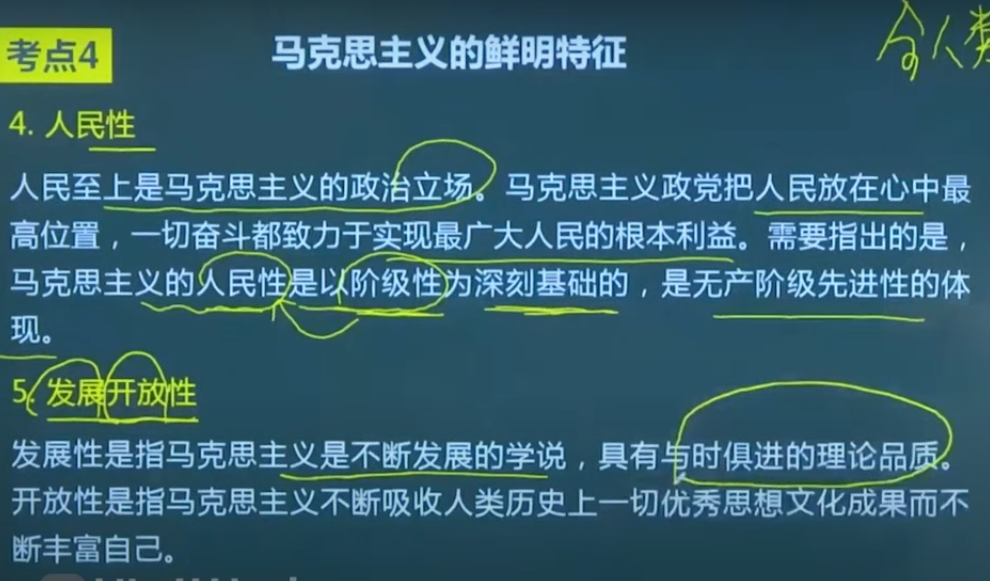 考点4
马克思主义的鲜明特征
全人类
4. 人民性
人民至上是马克思主义的政治立场。马克思主义政党把人民放在心中最
高位置，一切奋斗都致力于实现最广大人民的根本利益。需要指出的是，
马克思主义的人民性是以阶级性为深刻基础的，是无产阶级先进性的体
现。
5. 发展开放性
发展性是指马克思主义是不断发展的学说，具有与时俱进的理论品质。
开放性是指马克思主义不断吸收人类历史上一切优秀思想文化成果而不
断丰富自己。